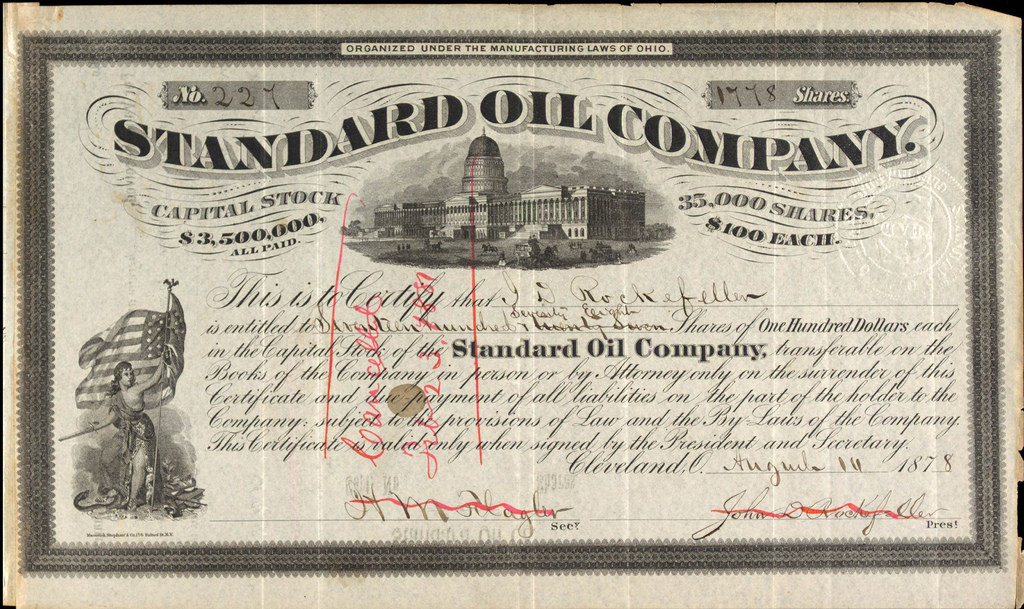 ORGANIZED UNDER THE MANUFACTURING LAWS OF OHIO.
No. 227
1778 Shares.
STANDARD OIL COMPANY.
CAPITAL STOCK
$3,500,000.
ALL PAID.
35,000 SHARES,
$100 EACH.
This is to Certify that J D Rockefeller
Seventy Eight
is entitled to Seventeen hundred & twenty Seven Shares of One Hundred Dollars, each
in the Capital Stock of the Standard Oil Company, transferable on the
Books of the Company in person or by Attorney only on the surrender of this
Certificate and due payment of all liabilities on the part of the holder to the
Company: subject to the provisions of Law and the By-Laws of the Company.
This Certificate is valid only when signed by the President and Secretary.
Cleveland, O. August 10 1878
Cancelled
H M Flagler
Secy.
John D Rockefeller
Prest.